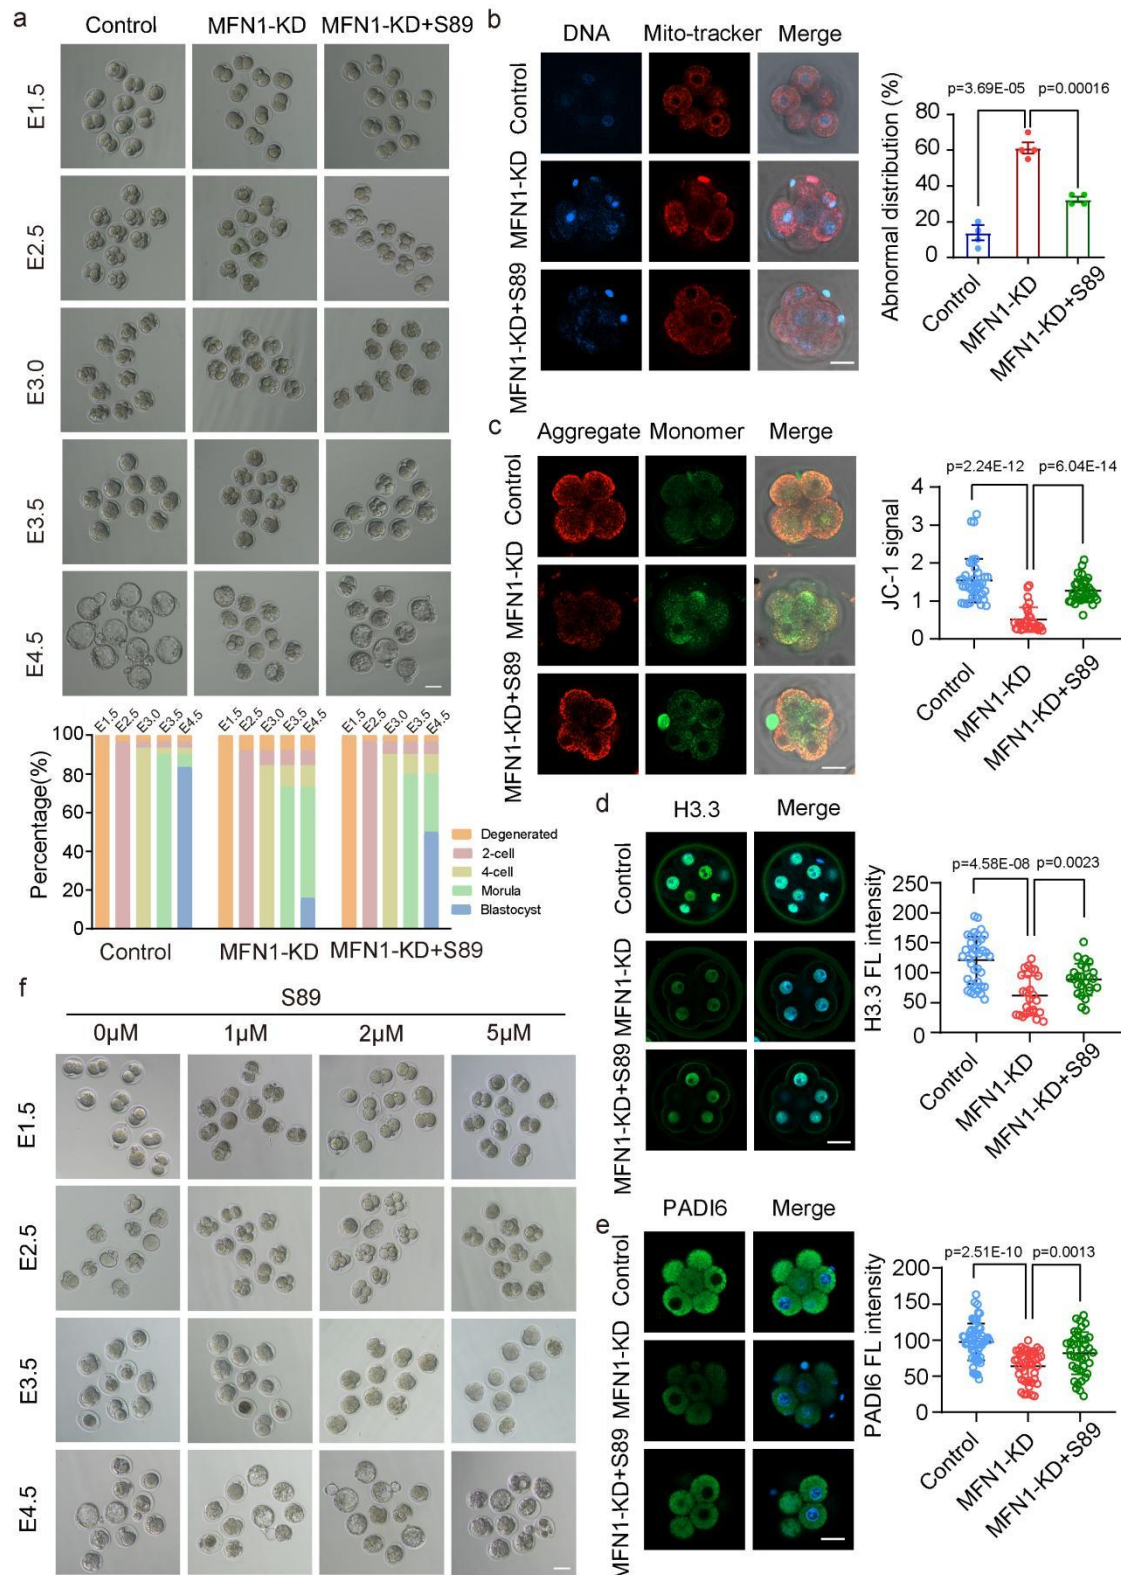 a
Control MFN1-KD MFN1-KD+S89
E1.5
E2.5
E3.0
E3.5
E4.5
E1.5 E2.5 E3.0 E3.5 E4.5 E1.5 E2.5 E3.0 E3.5 E4.5 E1.5 E2.5 E3.0 E3.5 E4.5
Percentage(%)
100
80
60
40
20
0
Control MFN1-KD MFN1-KD+S89
Degenerated
2-cell
4-cell
Morula
Blastocyst
b
DNA Mito-tracker Merge
Control
MFN1-KD
MFN1-KD+S89
p=3.69E-05 p=0.00016
Abnormal distribution (%)
80
60
40
20
0
Control MFN1-KD MFN1-KD+S89
c
Aggregate Monomer Merge
Control
MFN1-KD
MFN1-KD+S89
p=2.24E-12 p=6.04E-14
JC-1 signal
4
3
2
1
0
Control MFN1-KD MFN1-KD+S89
d
H3.3 Merge
Control
MFN1-KD
MFN1-KD+S89
p=4.58E-08 p=0.0023
H3.3 FL intensity
250
200
150
100
50
0
Control MFN1-KD MFN1-KD+S89
e
PADI6 Merge
Control
MFN1-KD
MFN1-KD+S89
p=2.51E-10 p=0.0013
PADI6 FL intensity
200
150
100
50
0
Control MFN1-KD MFN1-KD+S89
f
S89
0μM 1μM 2μM 5μM
E1.5
E2.5
E3.5
E4.5